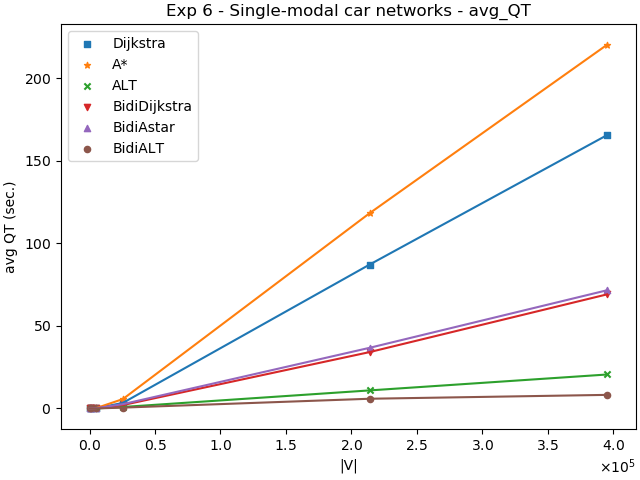 Exp 6 - Single-modal car networks - avg_QT
Dijkstra
A*
ALT
BidiDijkstra
BidiAstar
BidiALT
avg QT (sec.)
200
150
100
50
0
0.0 0.5 1.0 1.5 2.0 2.5 3.0 3.5 4.0
|V|
×10⁵